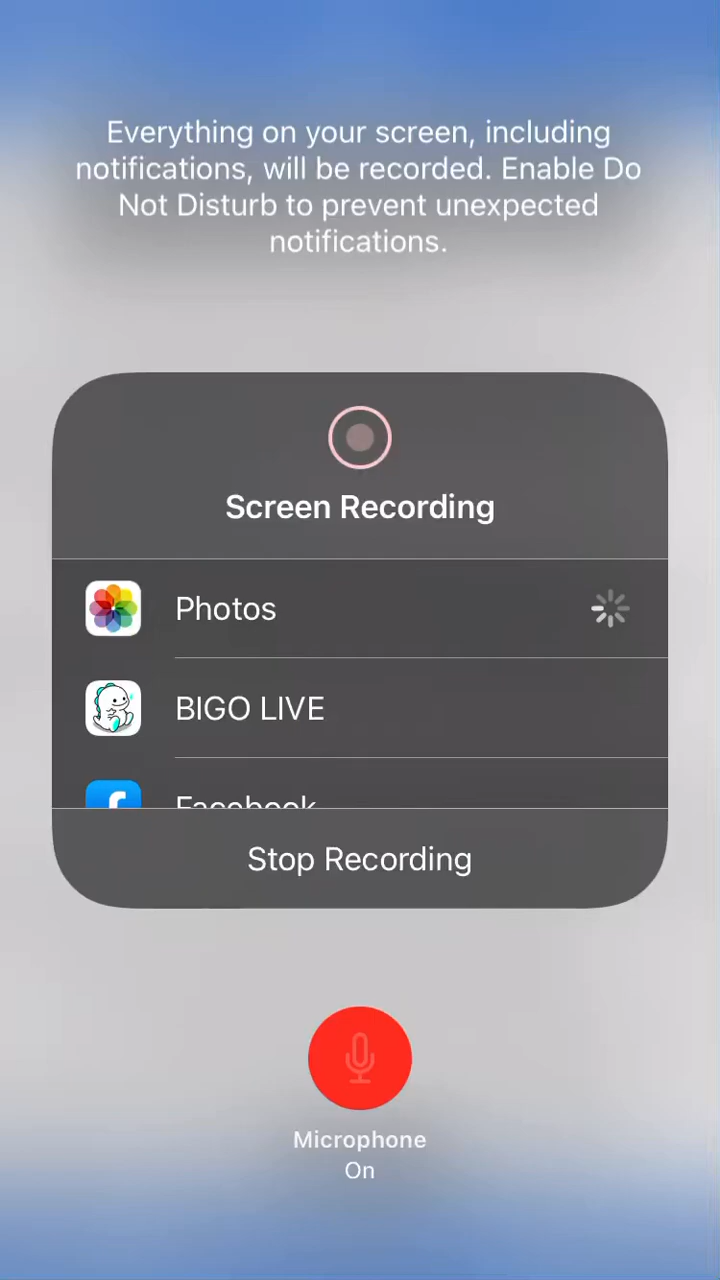 Everything on your screen, including
notifications, will be recorded. Enable Do
Not Disturb to prevent unexpected
notifications.
Screen Recording
Photos
BIGO LIVE
Facebook
Stop Recording
Microphone
On